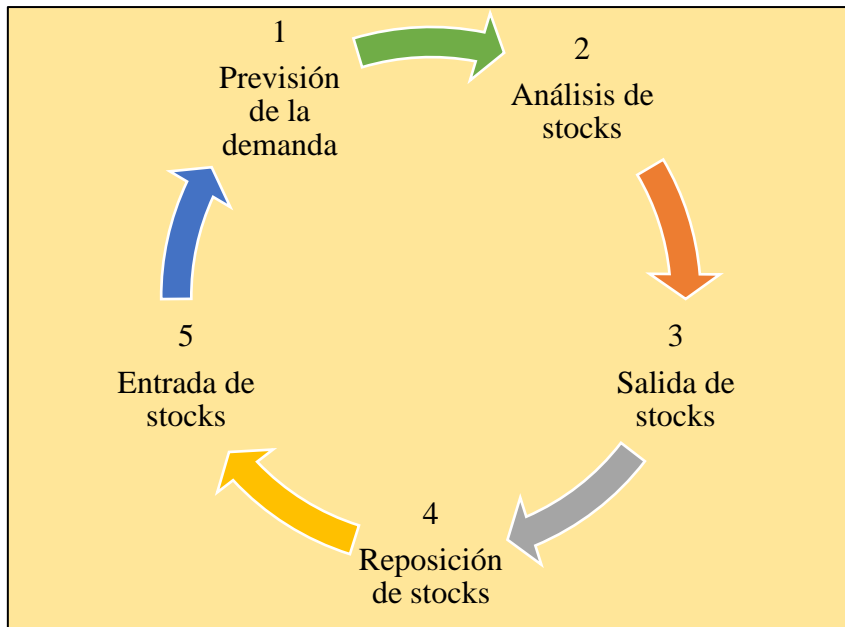 1
Previsión
de la
demanda
2
Análisis de
stocks
3
Salida de
stocks
4
Reposición
de stocks
5
Entrada de
stocks